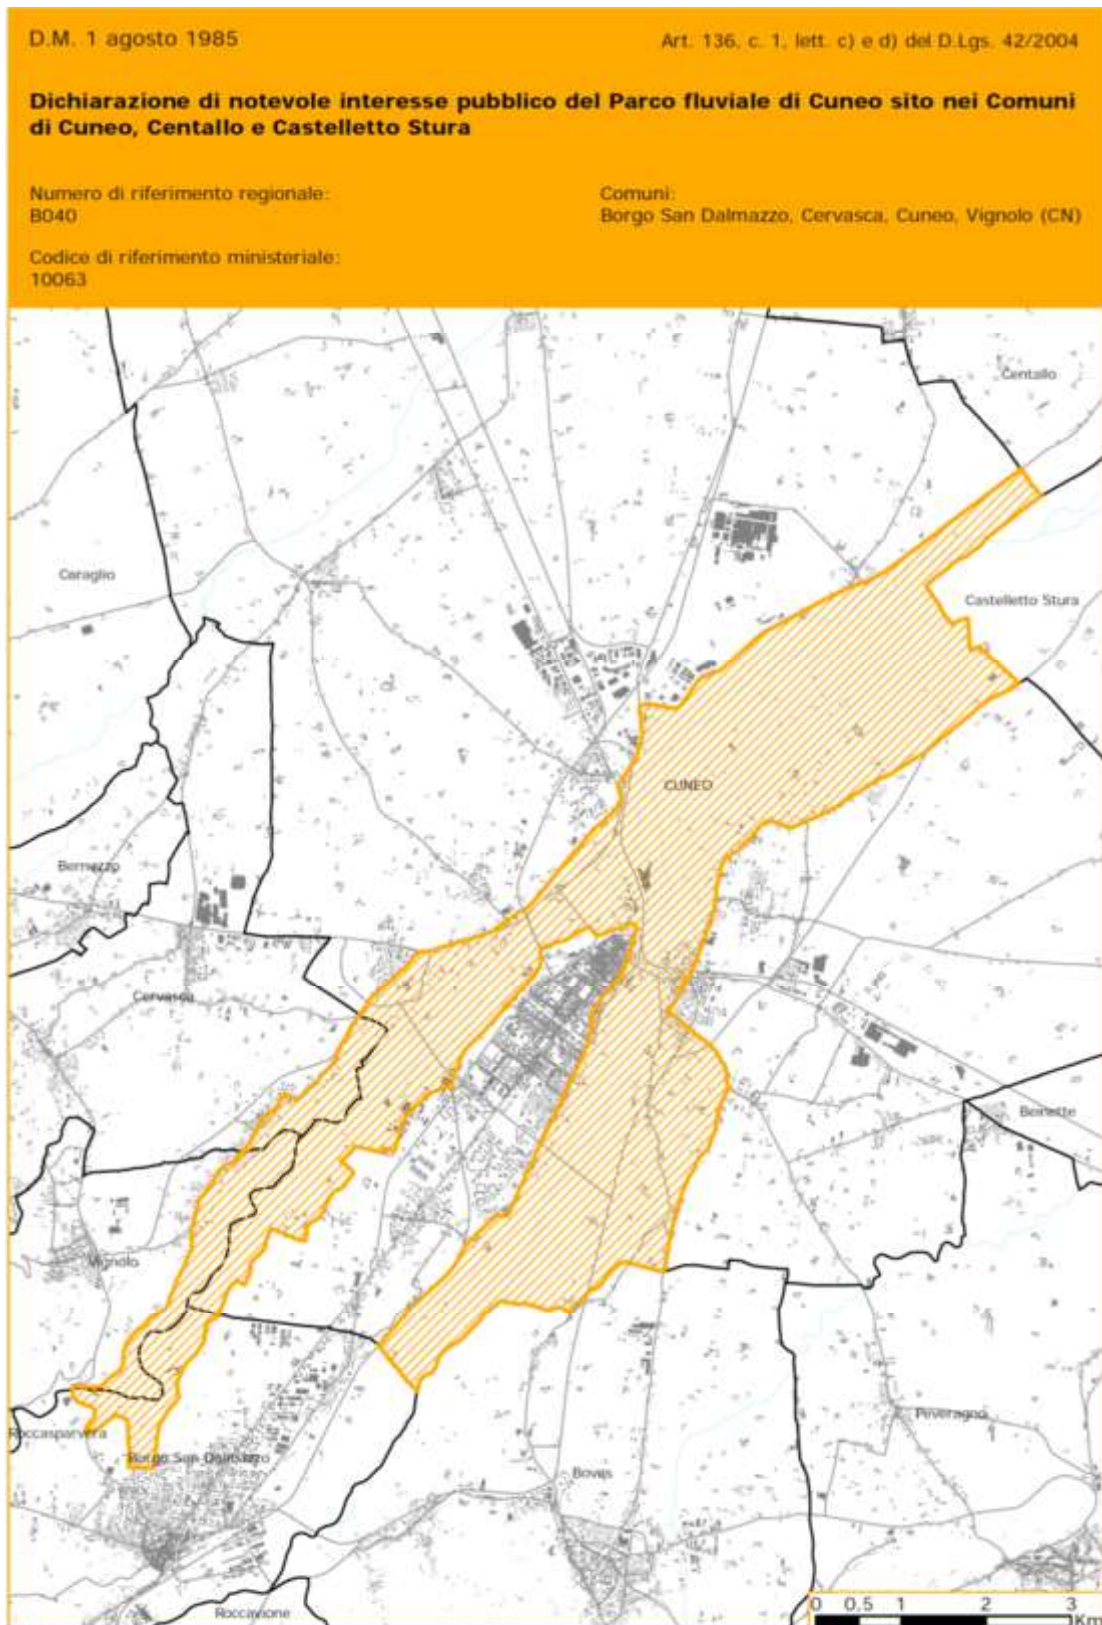 D.M. 1 agosto 1985
Art. 136, c. 1, lett. c) e d) del D.Lgs. 42/2004
Dichiarazione di notevole interesse pubblico del Parco fluviale di Cuneo sito nei Comuni
di Cuneo, Centallo e Castelletto Stura
Numero di riferimento regionale:
B040
Comuni:
Borgo San Dalmazzo, Cervasca, Cuneo, Vignolo (CN)
Codice di riferimento ministeriale:
10063
Centallo
Caraglio
Castelletto Stura
CUNEO
Bernezzo
Cervasca
Beinette
Vignolo
Peveragno
Roccasparvera
Borgo San Dalmazzo
Boves
Roccavione
0 0,5 1 2 3
Km